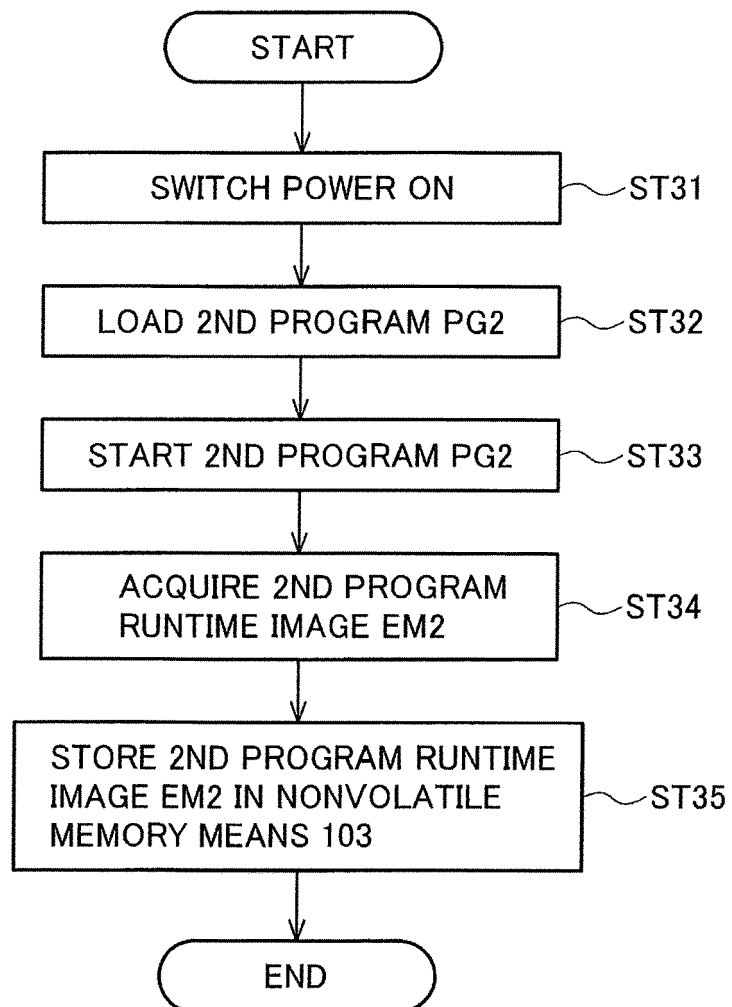 START
SWITCH POWER ON
ST31
LOAD 2ND PROGRAM PG2
ST32
START 2ND PROGRAM PG2
ST33
ACQUIRE 2ND PROGRAM
RUNTIME IMAGE EM2
ST34
STORE 2ND PROGRAM RUNTIME
IMAGE EM2 IN NONVOLATILE
MEMORY MEANS 103
ST35
END